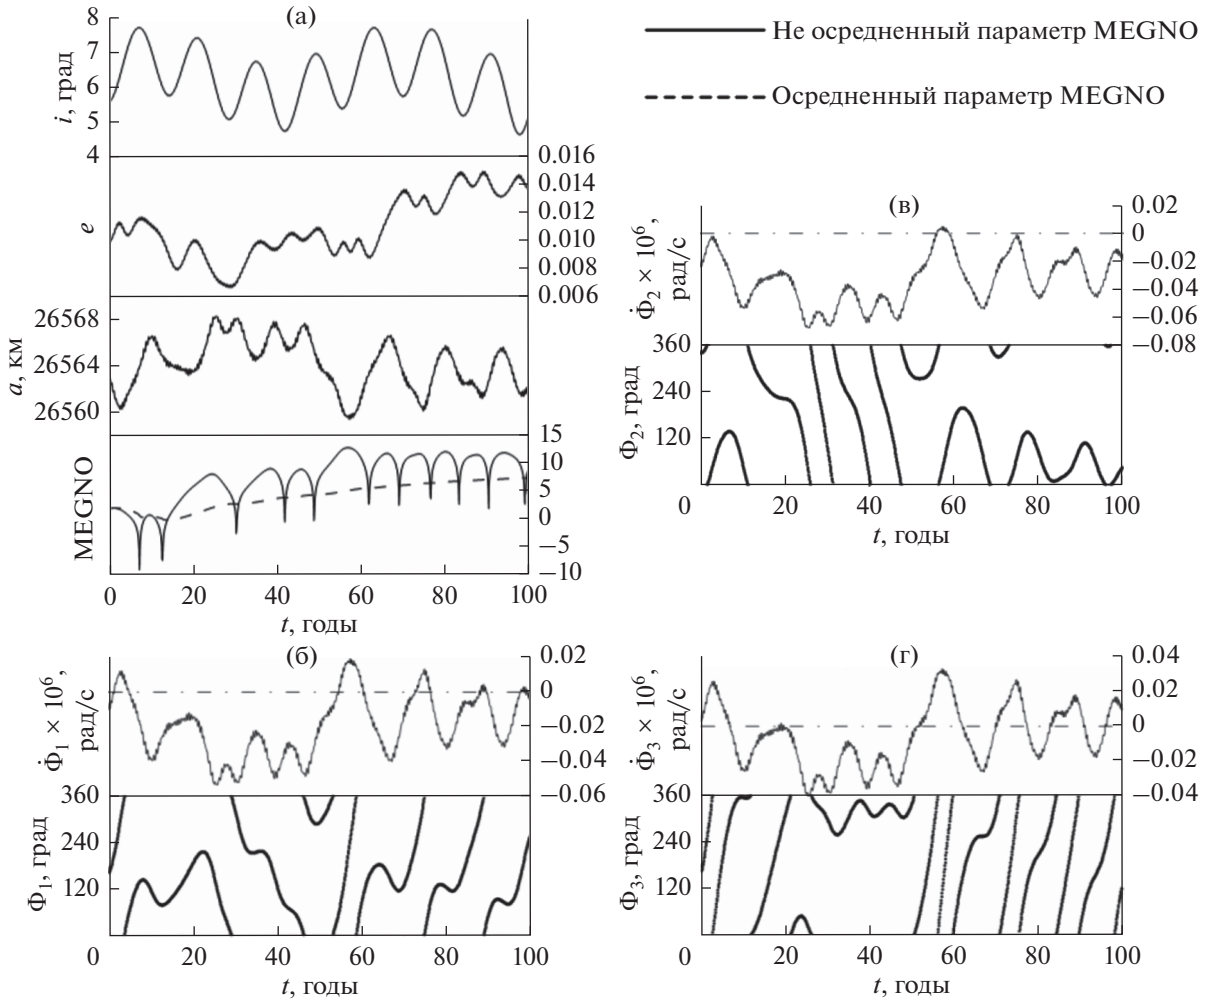 (а)
8
7
6
5
4
i, град
0.016
0.014
0.012
0.010
0.008
0.006
e
26568
26564
26560
a, км
15
10
5
0
−5
−10
MEGNO
0 20 40 60 80 100
t, годы
Не осредненный параметр MEGNO
Осредненный параметр MEGNO
(в)
0.02
0
−0.02
−0.04
−0.06
−0.08
Φ̇₂ × 10⁶,
рад/с
360
240
120
Φ₂, град
0 20 40 60 80 100
t, годы
(б)
0.02
0
−0.02
−0.04
−0.06
Φ̇₁ × 10⁶,
рад/с
360
240
120
Φ₁, град
0 20 40 60 80 100
t, годы
(г)
0.04
0.02
0
−0.02
−0.04
Φ̇₃ × 10⁶,
рад/с
360
240
120
Φ₃, град
0 20 40 60 80 100
t, годы